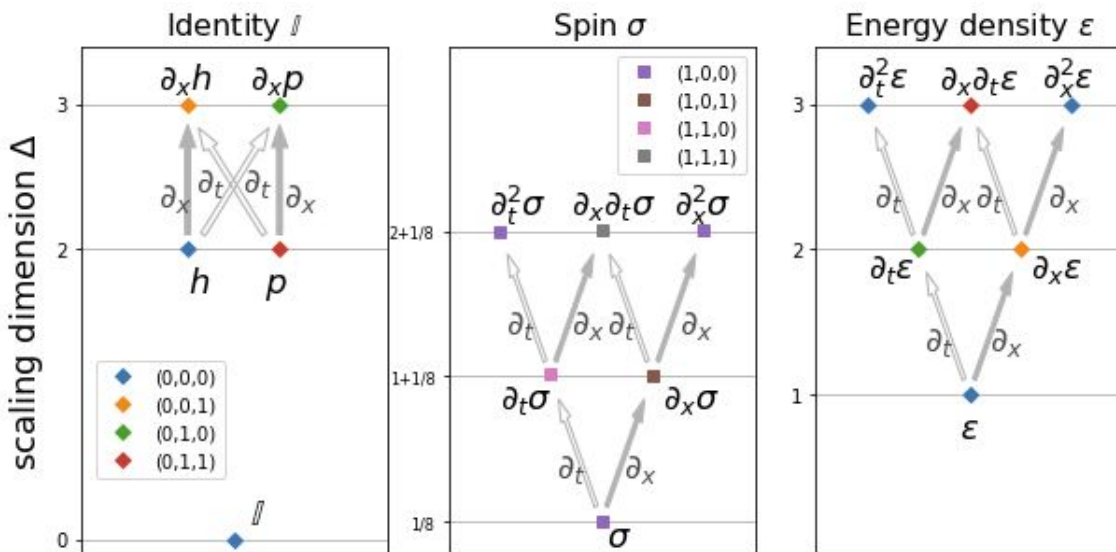 Identity 𝕀
Spin σ
Energy density ε
scaling dimension Δ
3
2
0
∂ₓh
∂ₓp
∂ₓ
∂ₜ
∂ₜ
∂ₓ
h
p
(0,0,0)
(0,0,1)
(0,1,0)
(0,1,1)
𝕀
(1,0,0)
(1,0,1)
(1,1,0)
(1,1,1)
2+1/8
1+1/8
1/8
∂ₜ²σ
∂ₓ∂ₜσ
∂ₓ²σ
∂ₜ
∂ₓ
∂ₜ
∂ₓ
∂ₜσ
∂ₓσ
∂ₜ
∂ₓ
σ
3
2
1
∂ₜ²ε
∂ₓ∂ₜε
∂ₓ²ε
∂ₜ
∂ₓ
∂ₜ
∂ₓ
∂ₜε
∂ₓε
∂ₜ
∂ₓ
ε